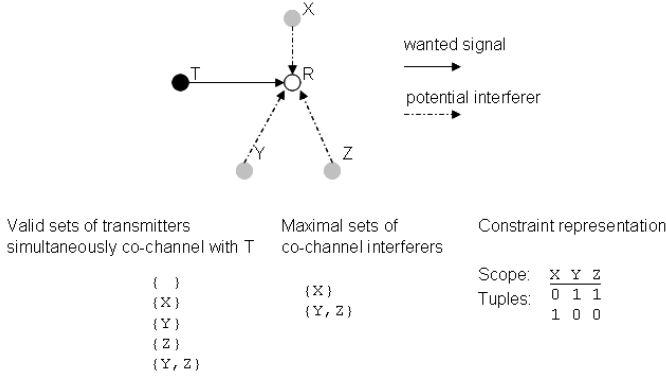 X
T
R
wanted signal
potential interferer
Y
Z
Valid sets of transmitters
simultaneously co-channel with T
{ }
{X}
{Y}
{Z}
{Y,Z}
Maximal sets of
co-channel interferers
{X}
{Y,Z}
Constraint representation
Scope: X Y Z
Tuples: 0 1 1
1 0 0